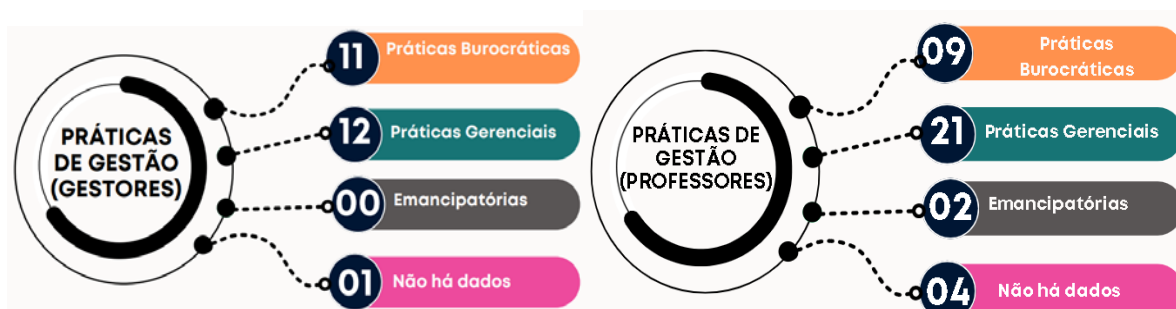 PRÁTICAS
DE GESTÃO
(GESTORES)
11
Práticas Burocráticas
12
Práticas Gerenciais
00
Emancipatórias
01
Não há dados
PRÁTICAS DE
GESTÃO
(PROFESSORES)
09
Práticas
Burocráticas
21
Práticas Gerenciais
02
Emancipatórias
04
Não há dados